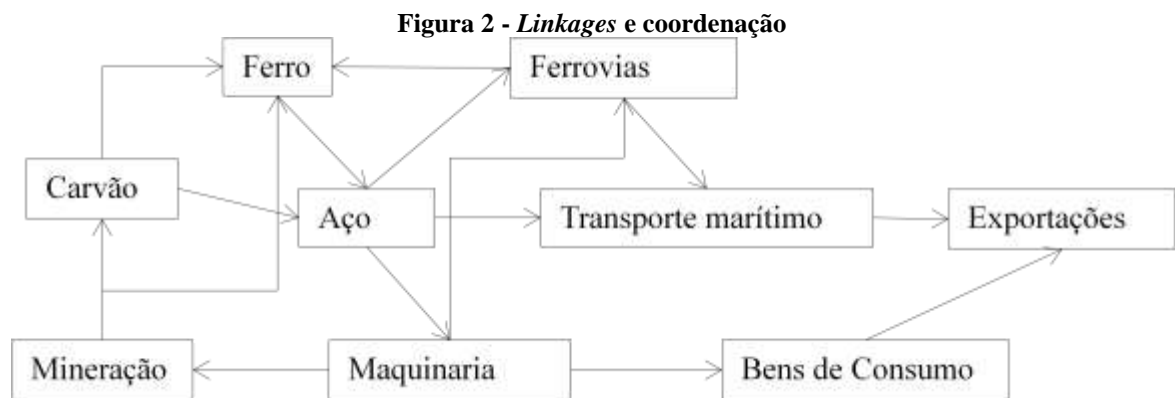 Figura 2 - Linkages e coordenação
Ferro
Ferrovias
Carvão
Aço
Transporte marítimo
Exportações
Mineração
Maquinaria
Bens de Consumo